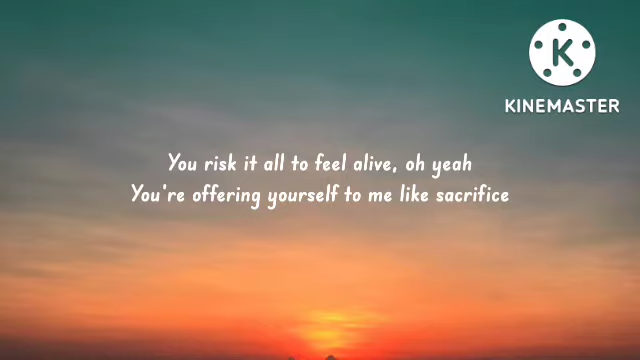 KINEMASTER
You risk it all to feel alive, oh yeah
You're offering yourself to me like sacrifice